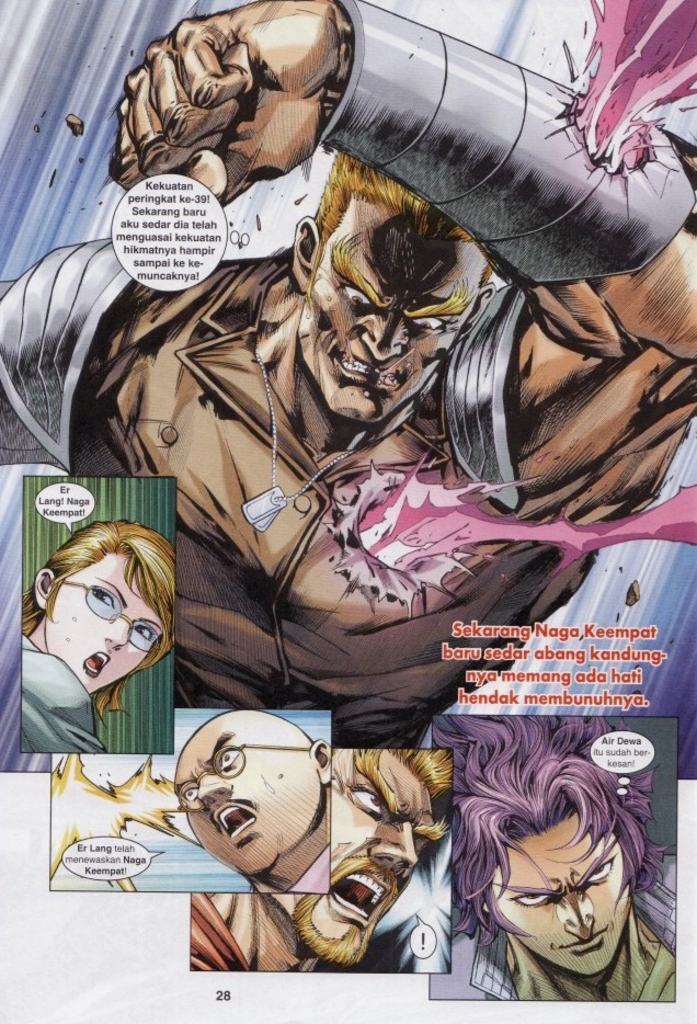 Kekuatan
peringkat ke-39!
Sekarang baru
aku sedar dia telah
menguasai kekuatan
hikmatnya hampir
sampai ke ke-
muncaknya!
Er
Lang! Naga
Keempat!
Sekarang Naga Keempat
baru sedar abang kandung-
nya memang ada hati
hendak membunuhnya.
Air Dewa
itu sudah ber-
kesan!
Er Lang telah
menewaskan Naga
Keempat!
!
28